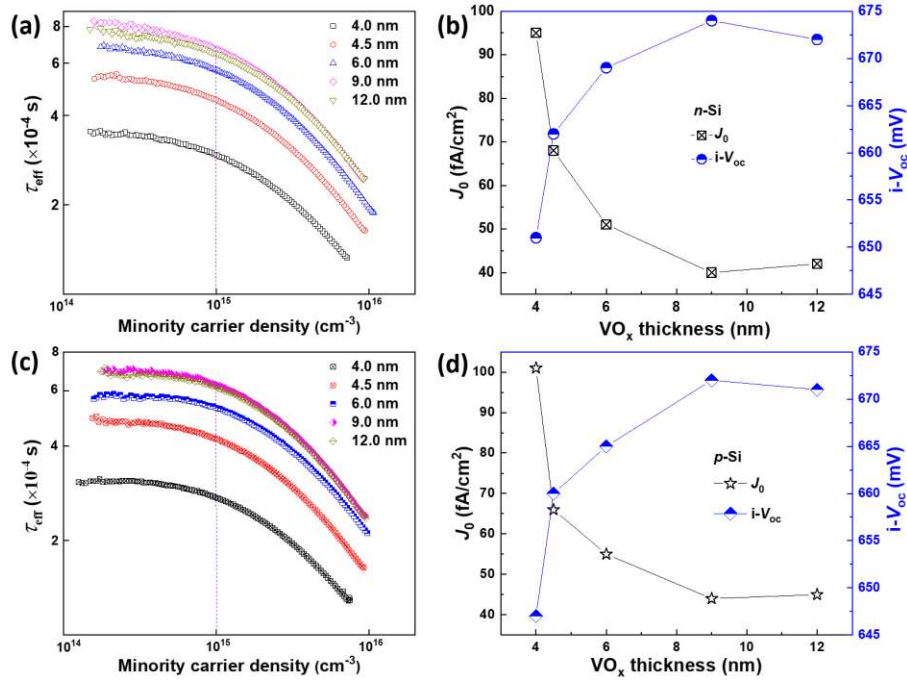 (a)
4.0 nm
4.5 nm
6.0 nm
9.0 nm
12.0 nm
8
6
4
2
τeff (×10⁻⁴ s)
10¹⁴
10¹⁵
10¹⁶
Minority carrier density (cm⁻³)
(b)
100
90
80
70
60
50
40
J₀ (fA/cm²)
n-Si
J₀
i-Voc
675
670
665
660
655
650
645
i-Voc (mV)
4
6
8
10
12
VOₓ thickness (nm)
(c)
4.0 nm
4.5 nm
6.0 nm
9.0 nm
12.0 nm
8
6
4
2
τeff (×10⁻⁴ s)
10¹⁴
10¹⁵
10¹⁶
Minority carrier density (cm⁻³)
(d)
100
90
80
70
60
50
40
J₀ (fA/cm²)
p-Si
J₀
i-Voc
675
670
665
660
655
650
645
i-Voc (mV)
4
6
8
10
12
VOₓ thickness (nm)